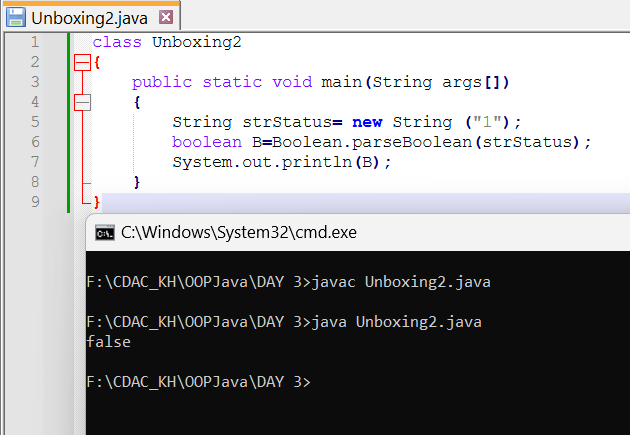 Unboxing2.java
1 class Unboxing2
2 {
3 public static void main(String args[])
4 {
5 String strStatus= new String ("1");
6 boolean B=Boolean.parseBoolean(strStatus);
7 System.out.println(B);
8 }
9 }
C:\Windows\System32\cmd.exe
F:\CDAC_KH\OOPJava\DAY 3>javac Unboxing2.java
F:\CDAC_KH\OOPJava\DAY 3>java Unboxing2.java
false
F:\CDAC_KH\OOPJava\DAY 3>